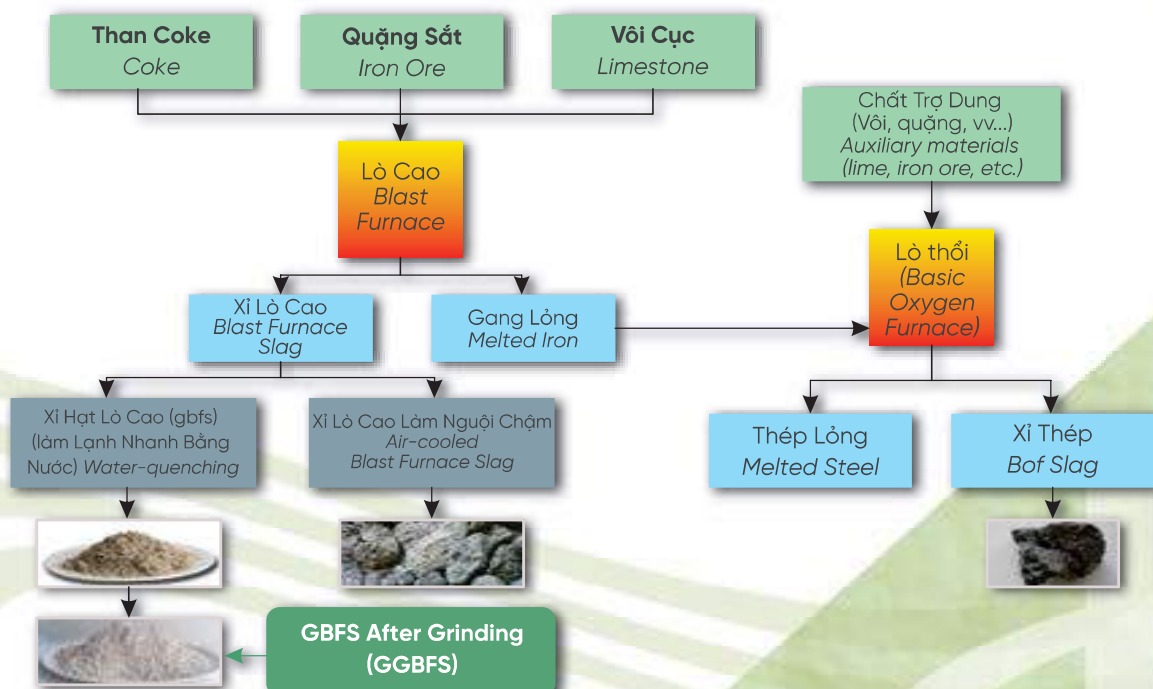 Than Coke
Coke
Quặng Sắt
Iron Ore
Vôi Cục
Limestone
Chất Trợ Dung
(Vôi, quặng, vv...)
Auxiliary materials
(lime, iron ore, etc.)
Lò Cao
Blast
Furnace
Lò thổi
(Basic
Oxygen
Furnace)
Xỉ Lò Cao
Blast Furnace
Slag
Gang Lỏng
Melted Iron
Xỉ Hạt Lò Cao (gbfs)
(làm Lạnh Nhanh Bằng
Nước) Water-quenching
Xỉ Lò Cao Làm Nguội Chậm
Air-cooled
Blast Furnace Slag
Thép Lỏng
Melted Steel
Xỉ Thép
Bof Slag
GBFS After Grinding
(GGBFS)